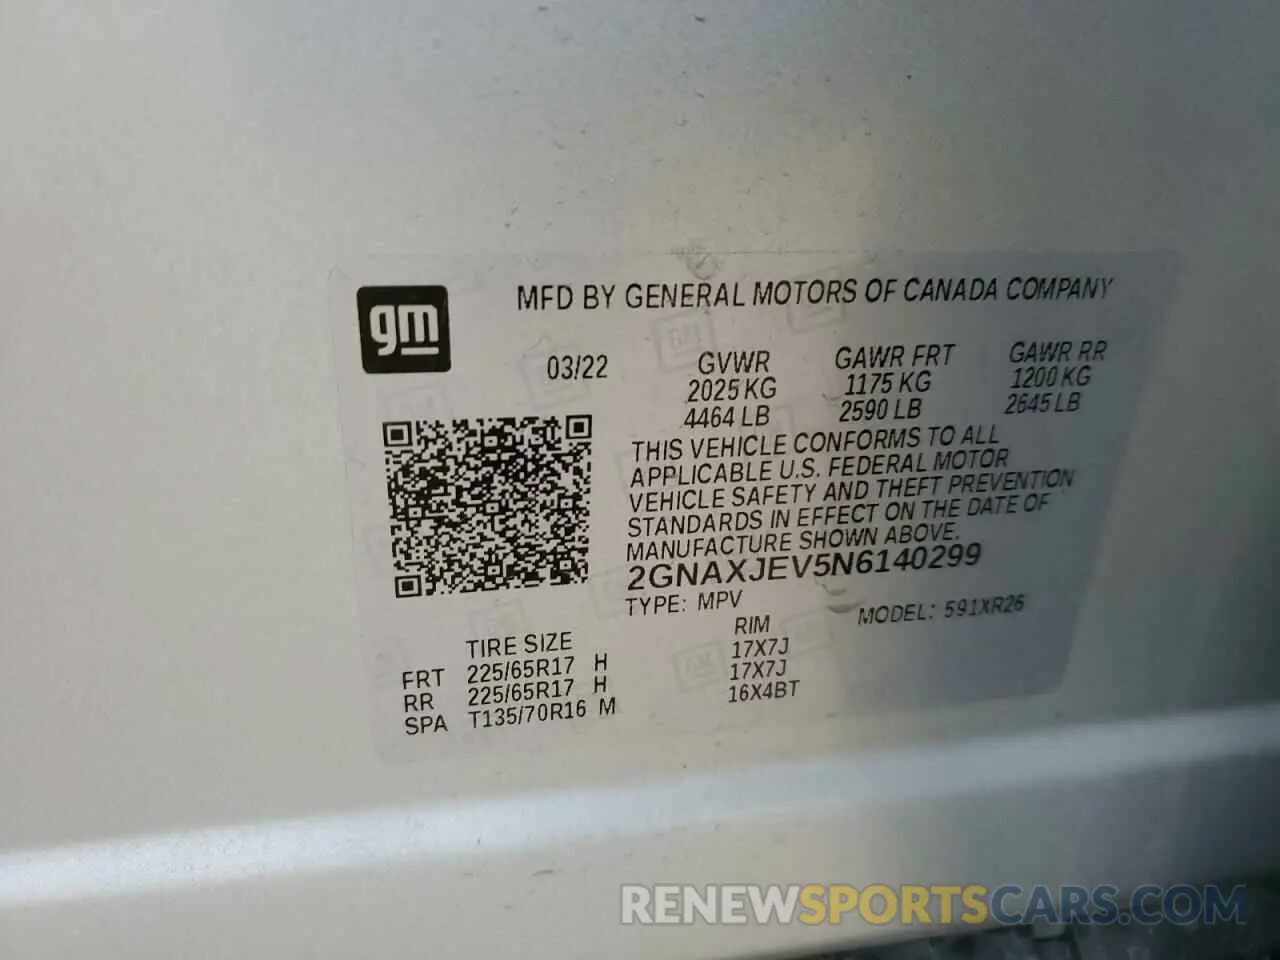 gm
MFD BY GENERAL MOTORS OF CANADA COMPANY
03/22
GVWR
2025 KG
4464 LB
GAWR FRT
1175 KG
2590 LB
GAWR RR
1200 KG
2645 LB
THIS VEHICLE CONFORMS TO ALL
APPLICABLE U.S. FEDERAL MOTOR
VEHICLE SAFETY AND THEFT PREVENTION
STANDARDS IN EFFECT ON THE DATE OF
MANUFACTURE SHOWN ABOVE.
2GNAXJEV5N6140299
TYPE: MPV
MODEL: 591XR26
TIRE SIZE RIM
FRT 225/65R17 H 17X7J
RR 225/65R17 H 17X7J
SPA T135/70R16 M 16X4BT
RENEWSPORTSCARS.COM